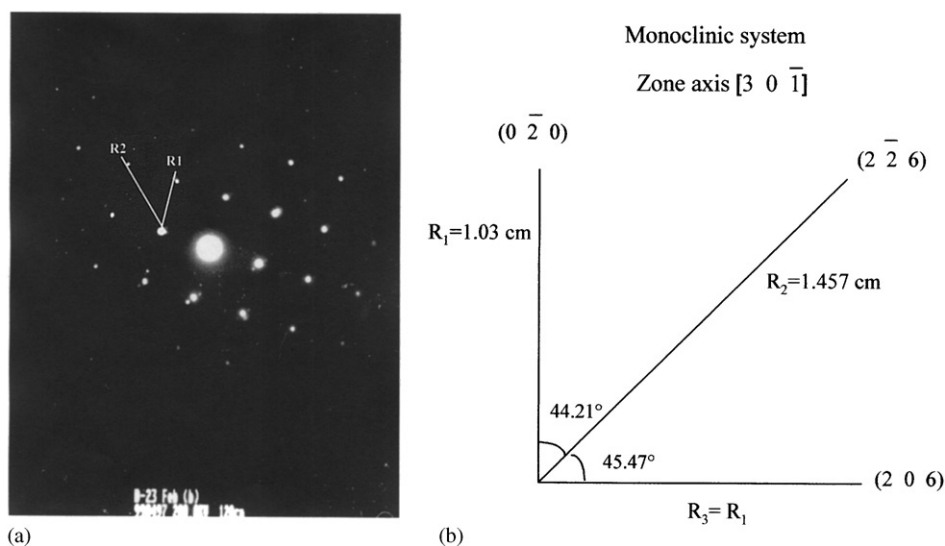 R2
R1
(a)
Monoclinic system
Zone axis [3 0 1̅]
(0 2̅ 0)
(2 2̅ 6)
R₁=1.03 cm
R₂=1.457 cm
44.21°
45.47°
(2 0 6)
R₃= R₁
(b)